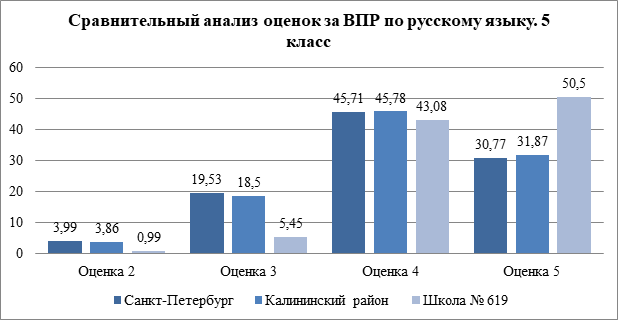 Сравнительный анализ оценок за ВПР по русскому языку. 5
класс
60
50
40
30
20
10
0
3,99 3,86 0,99
19,53 18,5 5,45
45,71 45,78 43,08
30,77 31,87 50,5
Оценка 2 Оценка 3 Оценка 4 Оценка 5
Санкт-Петербург Калининский район Школа № 619